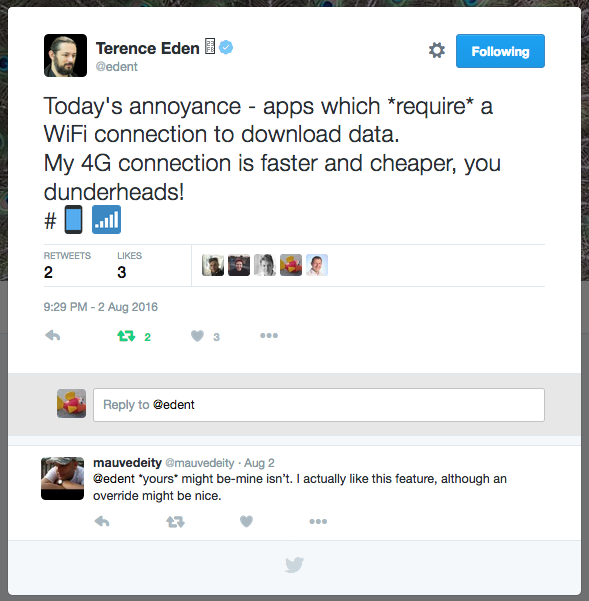 Terence Eden
@edent
Following
Today's annoyance - apps which *require* a
WiFi connection to download data.
My 4G connection is faster and cheaper, you
dunderheads!
# 📱 📶
RETWEETS LIKES
2 3
9:29 PM - 2 Aug 2016
2 3
Reply to @edent
mauvedeity @mauvedeity · Aug 2
@edent *yours* might be-mine isn't. I actually like this feature, although an
override might be nice.